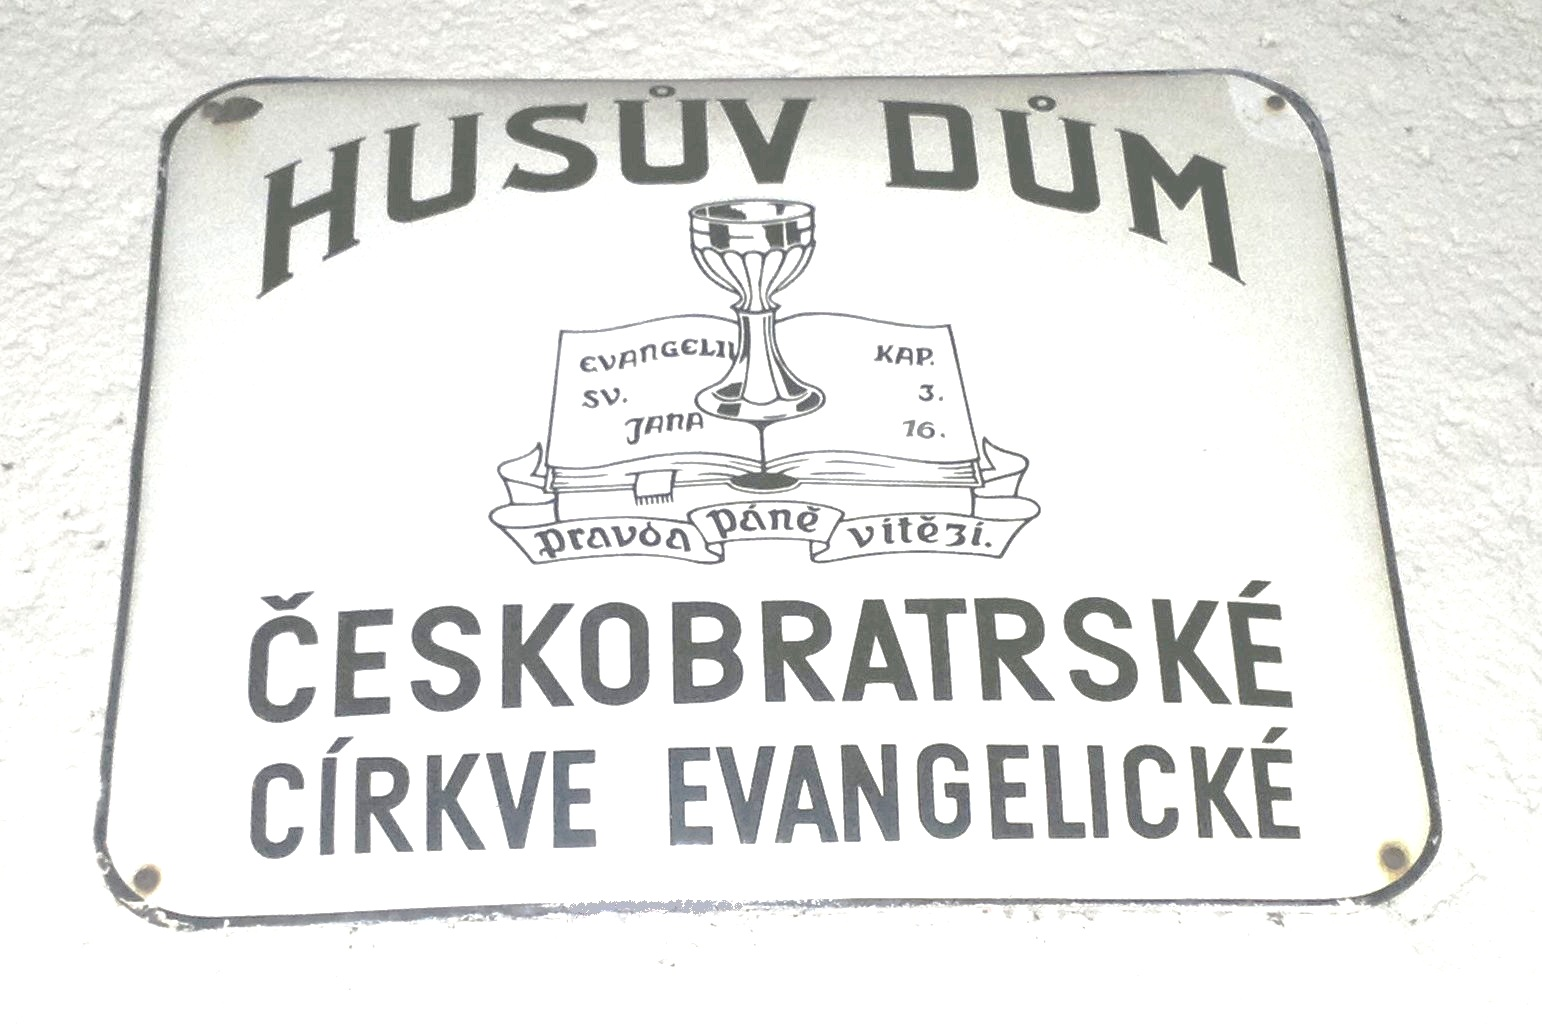 HUSŮV DŮM
EVANGELIU
SV.
JANA
KAP.
3.
16.
pravda páně vítězí.
ČESKOBRATRSKÉ
CÍRKVE EVANGELICKÉ